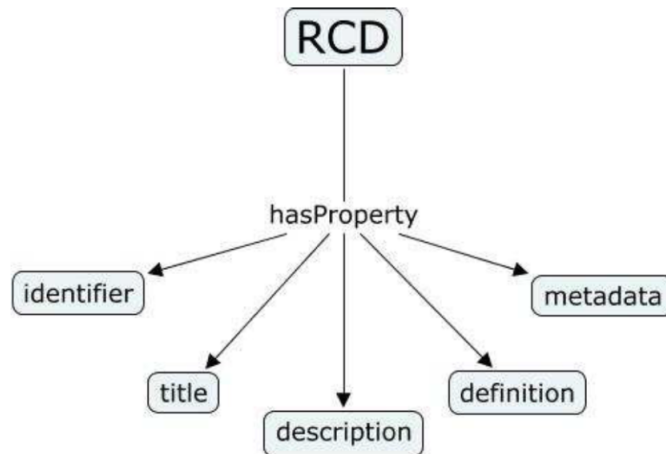 RCD
hasProperty
identifier
metadata
title
definition
description